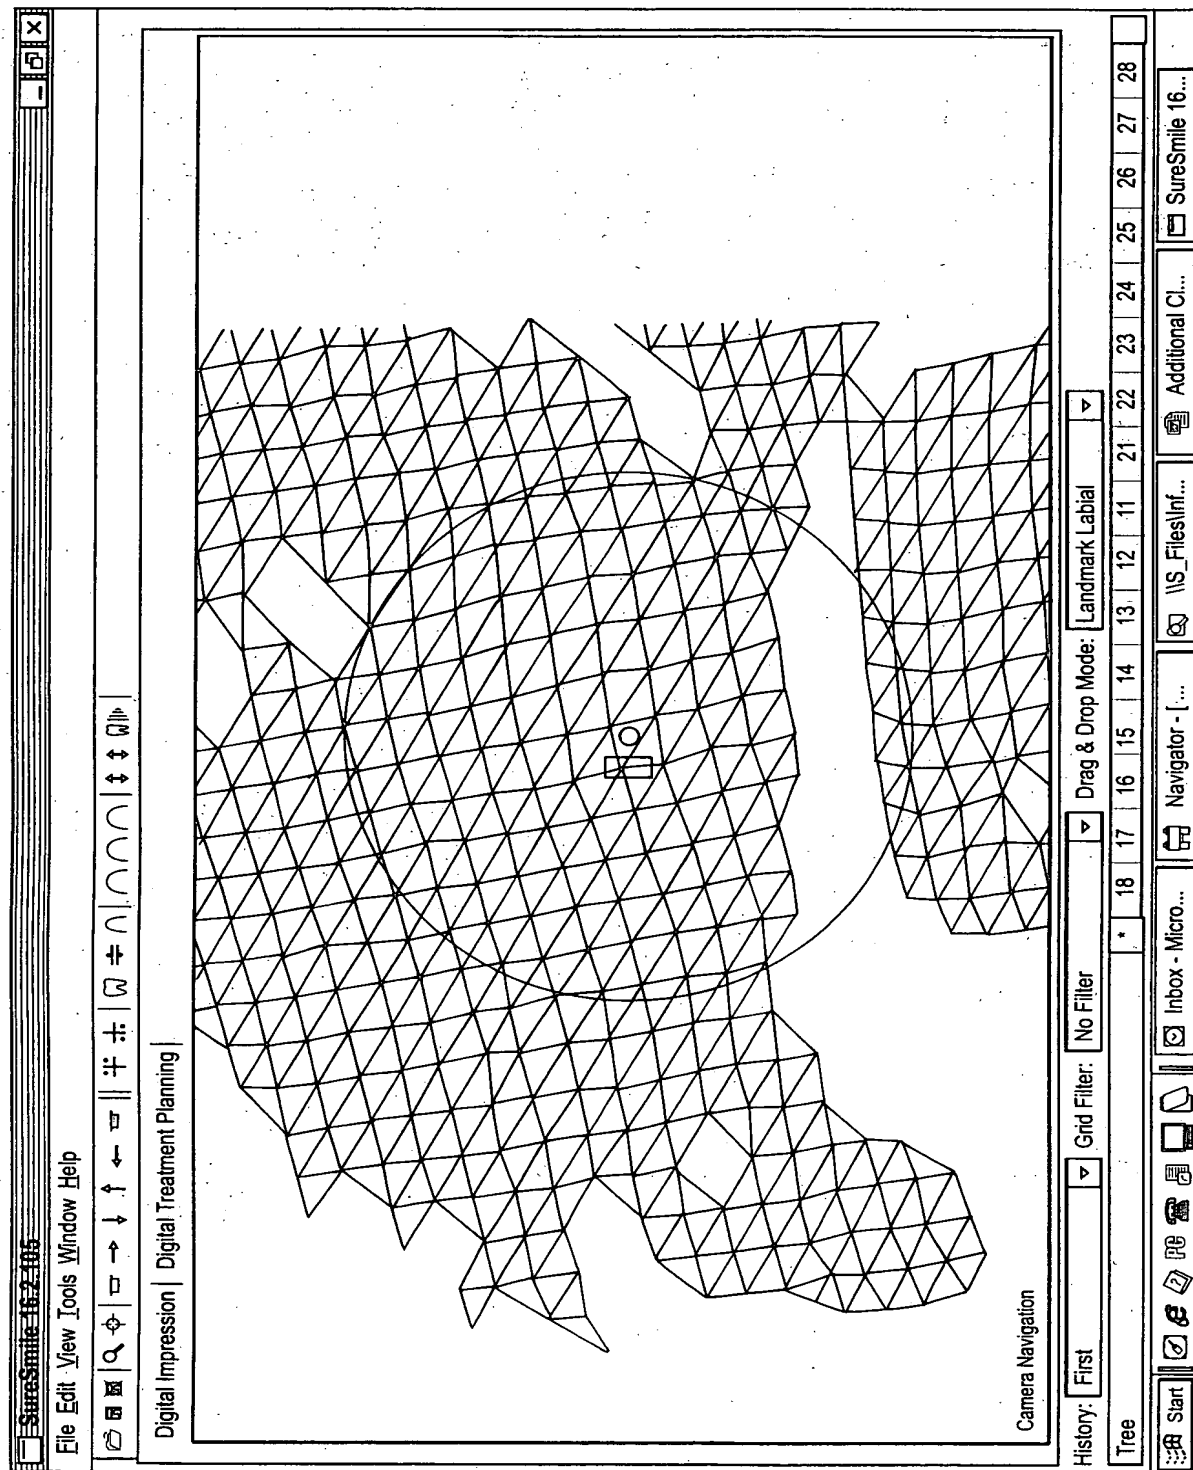 SureSmile 16.2.105
File Edit View Tools Window Help
Digital Impression Digital Treatment Planning
Camera Navigation
History: First Grid Filter: No Filter Drag & Drop Mode: Landmark Labial
Tree * 18 17 16 15 14 13 12 11 21 22 23 24 25 26 27 28
Start Inbox - Micro... Navigator - [... \\S_Files\Inf... Additional Cl... SureSmile 16...